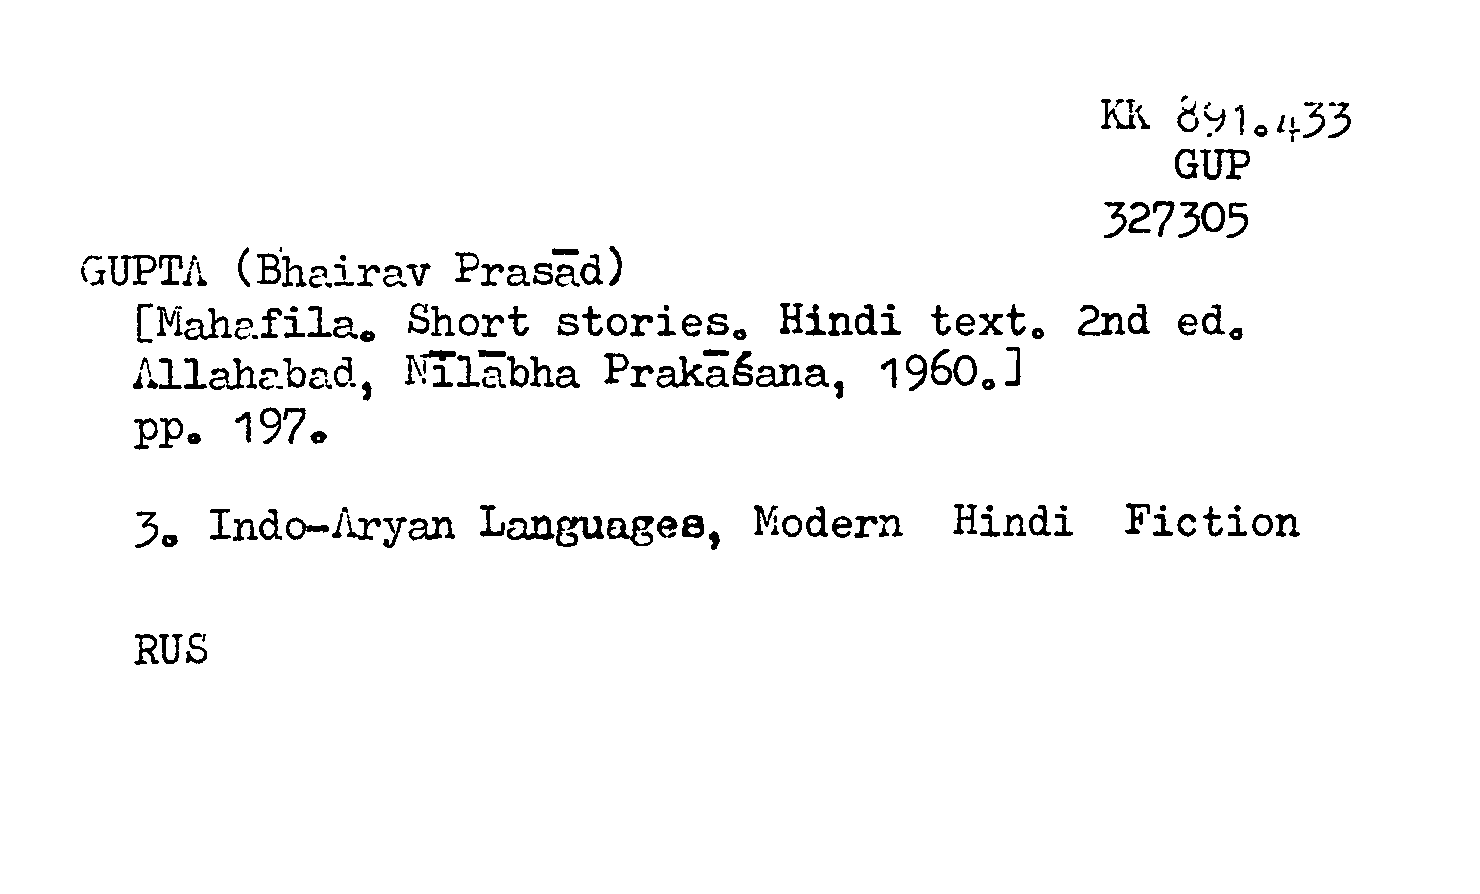 KK 891.433
GUP
327305
GUPTA (Bhairav Prasād)
[Mahafila. Short stories. Hindi text. 2nd ed.
Allahabad, Nīlābha Prakāśana, 1960.]
pp. 197.
3. Indo-Aryan Languages, Modern Hindi Fiction
RUS